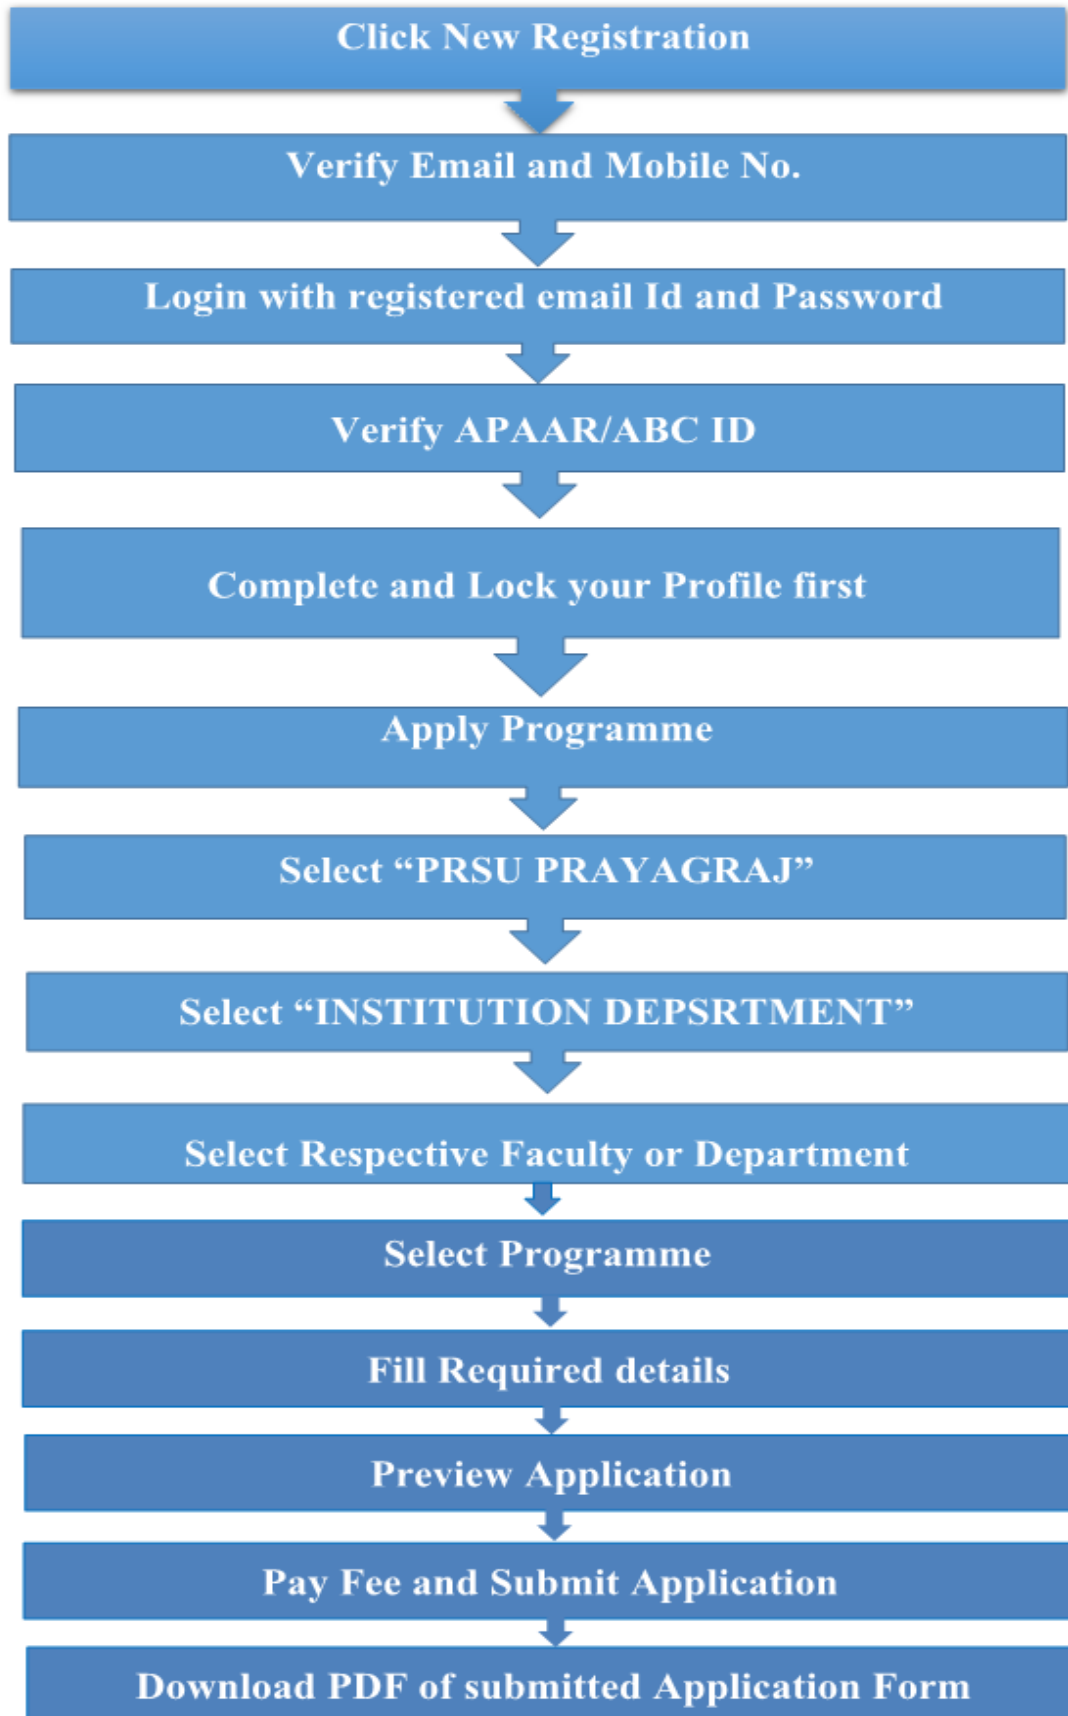 Click New Registration
Verify Email and Mobile No.
Login with registered email Id and Password
Verify APAAR/ABC ID
Complete and Lock your Profile first
Apply Programme
Select “PRSU PRAYAGRAJ”
Select “INSTITUTION DEPSRTMENT”
Select Respective Faculty or Department
Select Programme
Fill Required details
Preview Application
Pay Fee and Submit Application
Download PDF of submitted Application Form